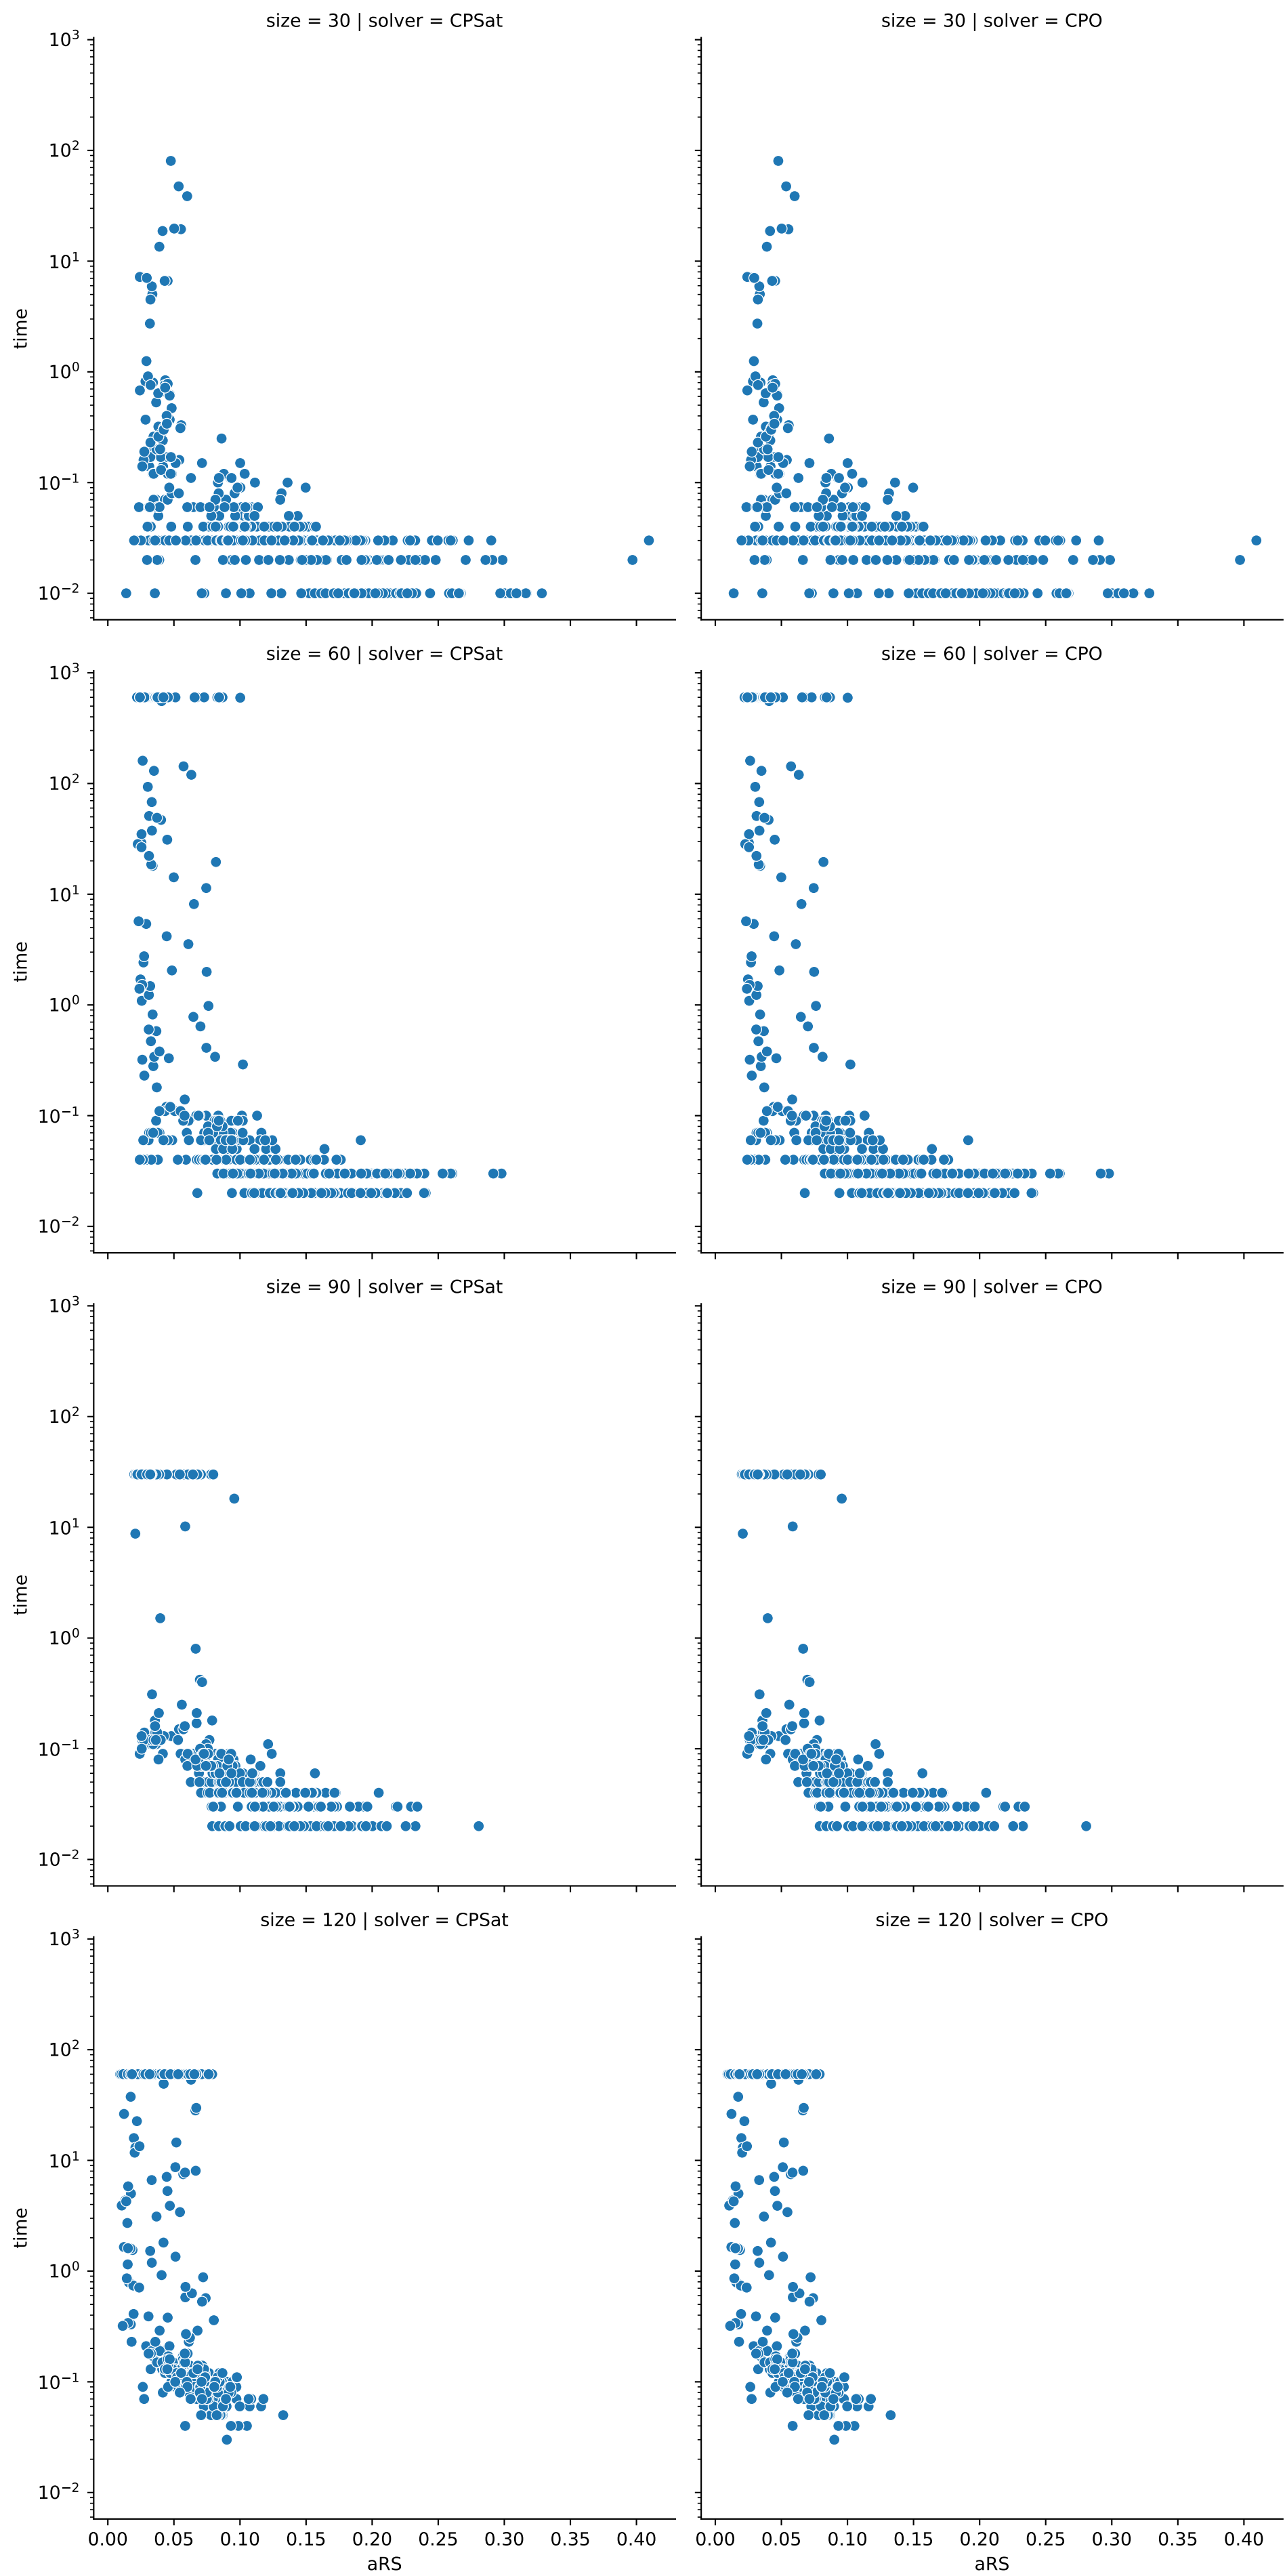 size = 30 | solver = CPSat
size = 30 | solver = CPO
10³
10²
10¹
10⁰
10⁻¹
10⁻²
time
size = 60 | solver = CPSat
size = 60 | solver = CPO
10³
10²
10¹
10⁰
10⁻¹
10⁻²
time
size = 90 | solver = CPSat
size = 90 | solver = CPO
10³
10²
10¹
10⁰
10⁻¹
10⁻²
time
size = 120 | solver = CPSat
size = 120 | solver = CPO
10³
10²
10¹
10⁰
10⁻¹
10⁻²
time
0.00 0.05 0.10 0.15 0.20 0.25 0.30 0.35 0.40
0.00 0.05 0.10 0.15 0.20 0.25 0.30 0.35 0.40
aRS
aRS